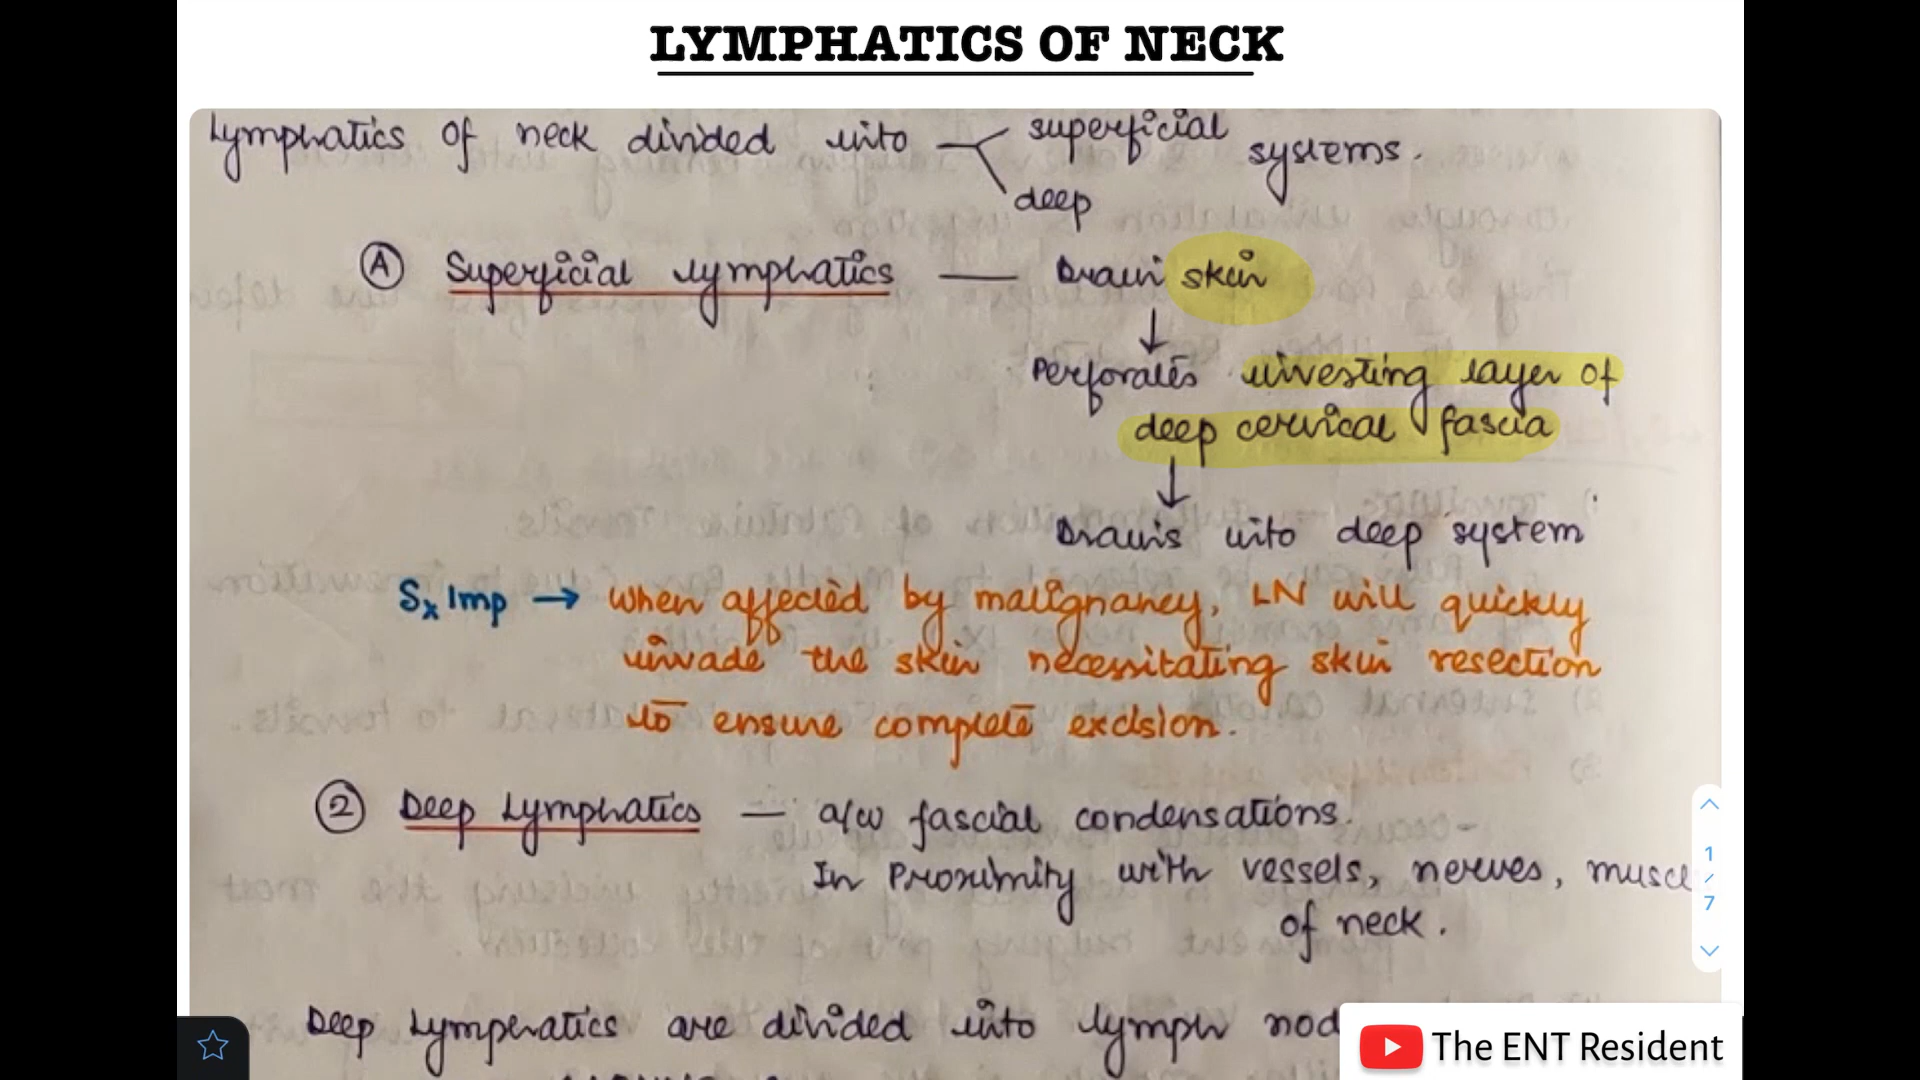 LYMPHATICS OF NECK
Lymphatics of neck divided into superficial
systems.
deep
A Superficial lymphatics — Drain skin
↓
Perforates investing layer of
deep cervical fascia
↓
Drains into deep system
Sx Imp → When affected by malignancy, LN will quickly
invade the skin necessitating skin resection
to ensure complete excision.
2 Deep Lymphatics — a/w fascial condensations.
In Proximity with vessels, nerves, muscl
of neck.
1
/
7
Deep Lymphatics are divided into lymph nod
The ENT Resident